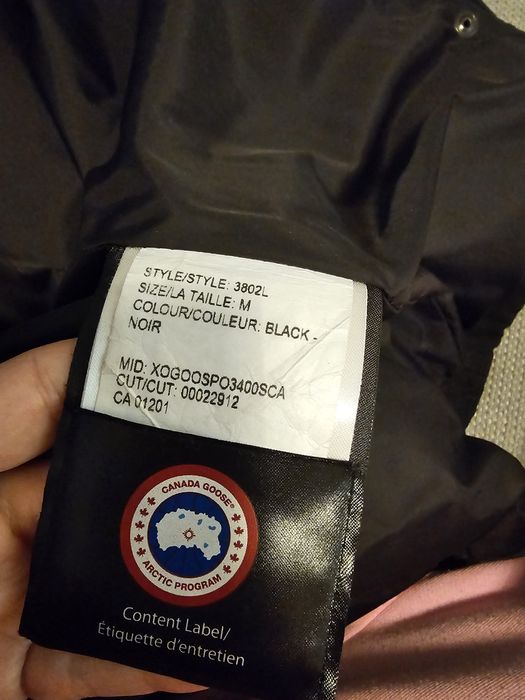 STYLE/STYLE: 3802L
SIZE/LA TAILLE: M
COLOUR/COULEUR: BLACK -
NOIR
MID: XOGOOSPO3400SCA
CUT/CUT: 00022912
CA 01201
CANADA GOOSE®
ARCTIC PROGRAM
Content Label/
Étiquette d'entretien